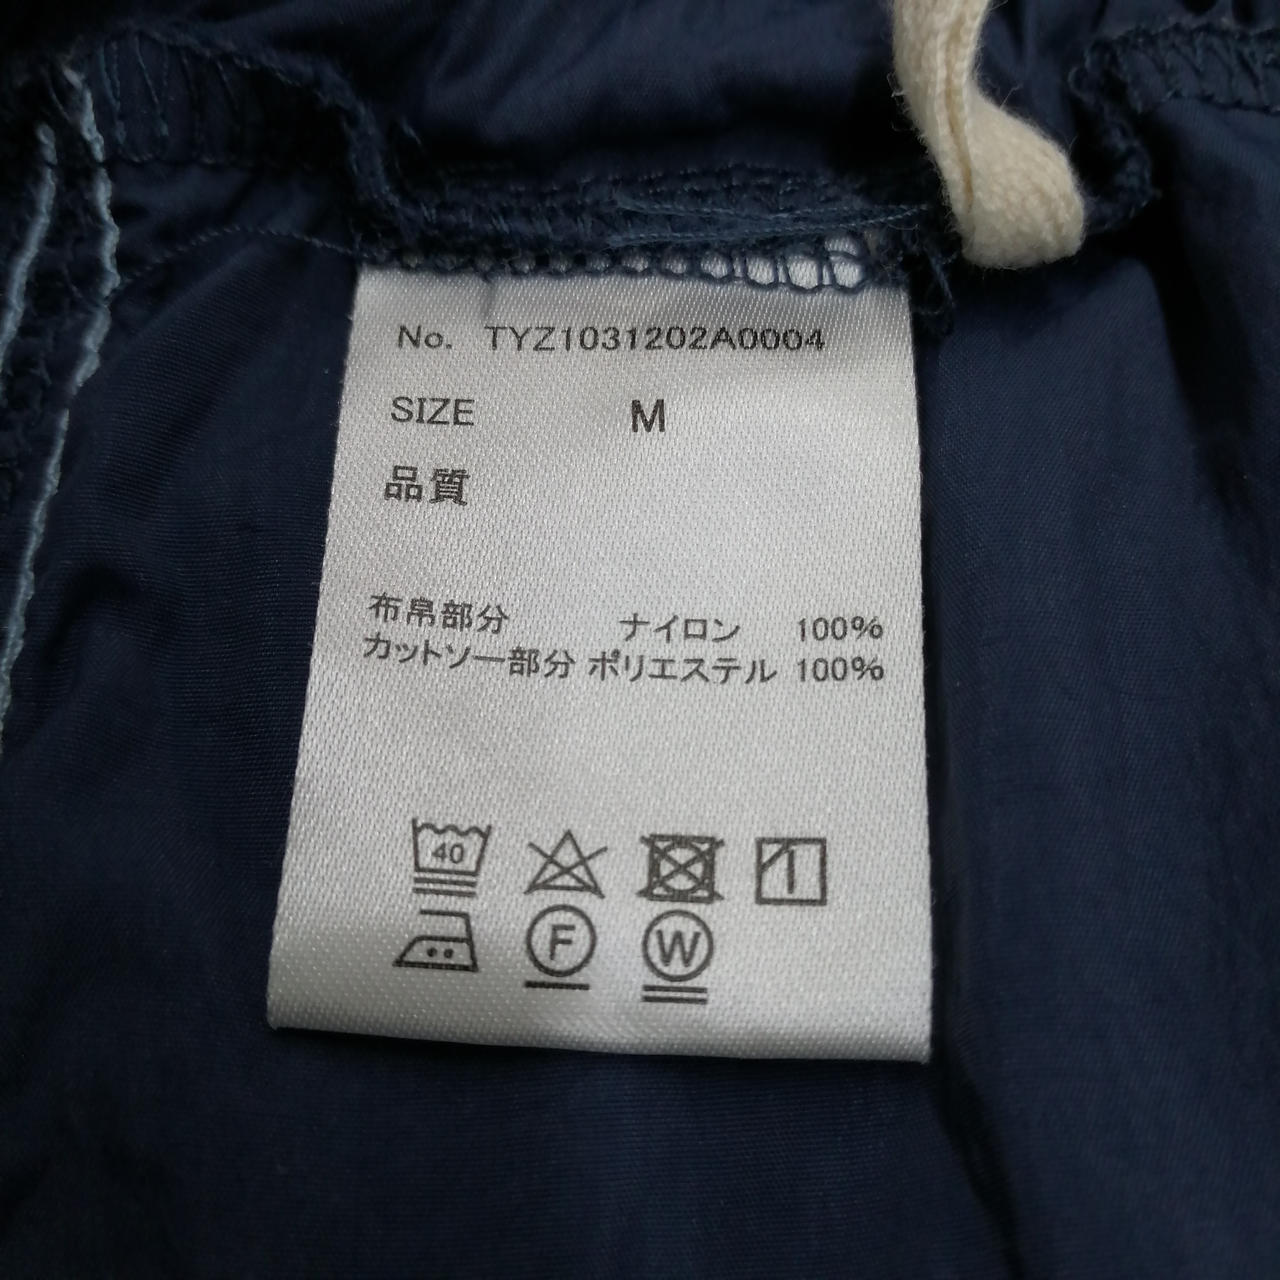 No. TYZ1031202A0004
SIZE M
品質
布帛部分 ナイロン 100%
カットソー部分 ポリエステル 100%
40
F
W